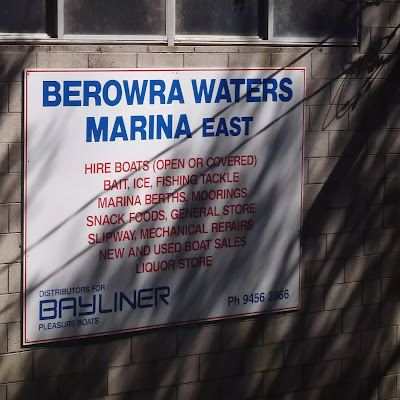 BEROWRA WATERS
MARINA EAST
HIRE BOATS (OPEN OR COVERED)
BAIT, ICE, FISHING TACKLE
MARINA BERTHS, MOORINGS
SNACK FOODS, GENERAL STORE
SLIPWAY, MECHANICAL REPAIRS
NEW AND USED BOAT SALES
LIQUOR STORE
DISTRIBUTORS FOR
BAYLINER
PLEASURE BOATS
Ph 9456 2866